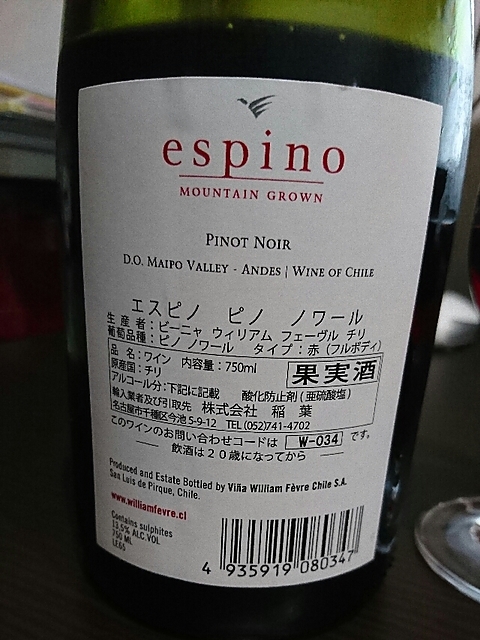 espino
MOUNTAIN GROWN
PINOT NOIR
D.O. MAIPO VALLEY - ANDES | WINE OF CHILE
エスピノ ピノ ノワール
生産者：ビーニャ ウィリアム フェーヴル チリ
葡萄品種：ピノ ノワール タイプ：赤（フルボディ）
品 名：ワイン 内容量：750ml
原産国：チリ
果実酒
アルコール分：下記に記載 酸化防止剤（亜硫酸塩）
輸入業者及び引取先 株式会社 稲 葉
名古屋市千種区今池5-9-12 TEL(052)741-4702
このワインのお問い合わせコードは W-034 です。
飲酒は２０歳になってから
Produced and Estate Bottled by Viña William Fèvre Chile S.A.
San Luis de Pirque, Chile.
www.williamfevre.cl
Contains sulphites
13,5% ALC.VOL
750 ML
LE65
4 935919 080347